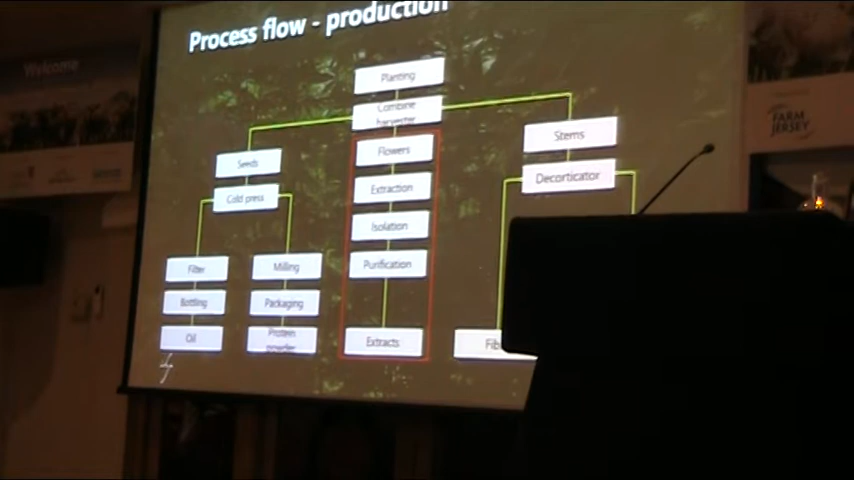 Process flow - production
Welcome
Planting
Combine
harvester
FARM
JERSEY
Flowers
Stems
Seeds
Extraction
Decorticator
Cold press
Isolation
Purification
Filter
Milling
Bottling
Packaging
Oil
Protein
powder
Extracts